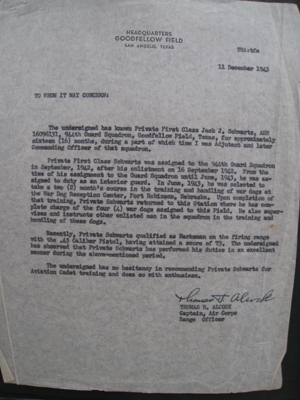 HEADQUARTERS
GOODFELLOW FIELD
SAN ANGELO, TEXAS
11 December 1943
TO WHOM IT MAY CONCERN:
The undersigned has known Private First Class Jack J. Schwartz, ASN
16096131, 944th Guard Squadron, Goodfellow Field, Texas, for approximately
sixteen (16) months, during a part of which time I was Adjutant and later
Commanding Officer of that squadron.
Private First Class Schwartz was assigned to the 944th Guard Squadron
in September, 1942, after his enlistment on 16 September 1942. From the
time of his assignment to the Guard Squadron until June, 1943, he was as-
signed to duty as an interior guard. In June, 1943, he was selected to
take a two (2) month's course in the training and handling of war dogs at
the War Dog Reception Center, Fort Robinson, Nebraska. Upon completion of
that training, Private Schwartz returned to this Station where he has com-
plete charge of the four (4) war dogs assigned to this Field. He also super-
vises and instructs other enlisted men in the squadron in the training and
handling of these dogs.
Recently, Private Schwartz qualified as Marksman on the firing range
with the .45 Caliber Pistol, having attained a score of 73. The undersigned
has observed that Private Schwartz has performed his duties in an excellent
manner during the above-mentioned period.
The undersigned has no hesitancy in recommending Private Schwartz for
Aviation Cadet training and does so with enthusiasm.
THOMAS R. ALCOCK
Captain, Air Corps
Range Officer